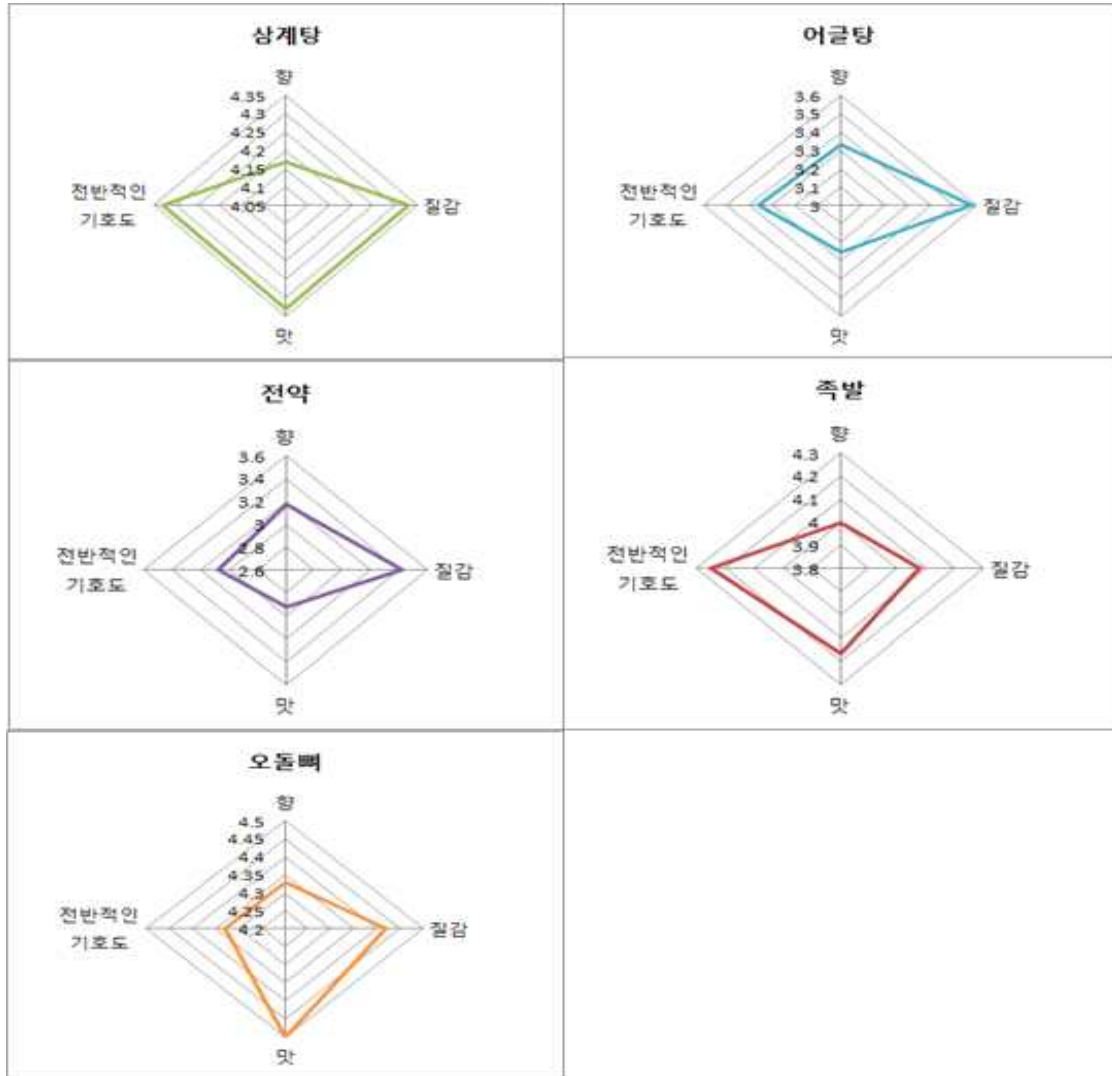 삼계탕
향
4.35
4.3
4.25
4.2
4.15
4.1
4.05
전반적인
기호도
질감
맛
어글탕
향
3.6
3.5
3.4
3.3
3.2
3.1
3
전반적인
기호도
질감
맛
전약
향
3.6
3.4
3.2
3
2.8
2.6
전반적인
기호도
질감
맛
족발
향
4.3
4.2
4.1
4
3.9
3.8
전반적인
기호도
질감
맛
오돌뼈
향
4.5
4.45
4.4
4.35
4.3
4.25
4.2
전반적인
기호도
질감
맛